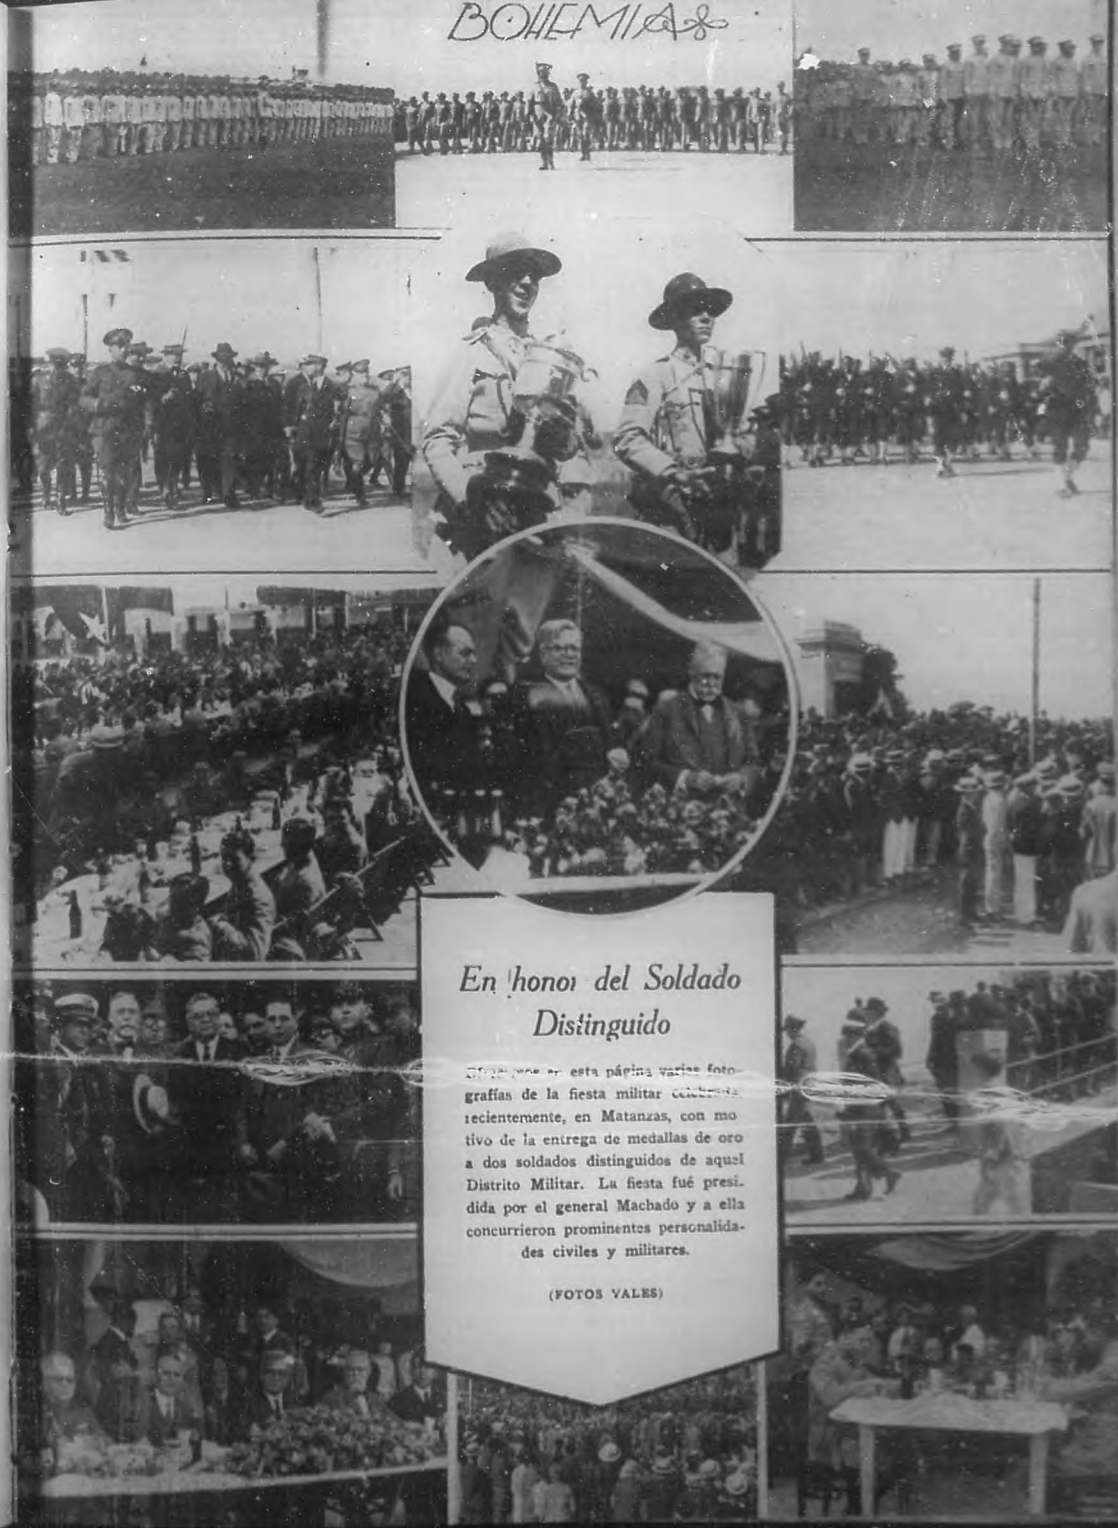 BOHEMIA
En honor del Soldado
Distinguido
en esta página varias foto-
grafías de la fiesta militar celebrada
recientemente, en Matanzas, con mo
tivo de la entrega de medallas de oro
a dos soldados distinguidos de aquel
Distrito Militar. La fiesta fué presi-
dida por el general Machado y a ella
concurrieron prominentes personalida-
des civiles y militares.
(FOTOS VALES)